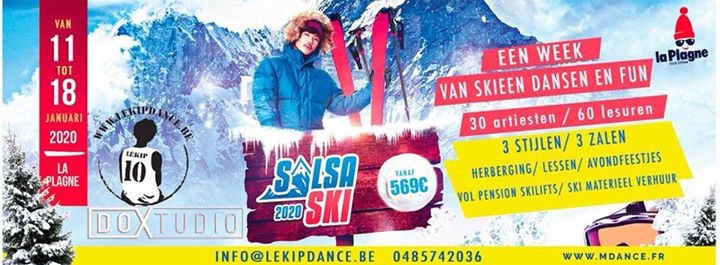 VAN
11
TOT
18
JANUARI
2020
LA
PLAGNE
WWW.LEKIPDANCE.BE
LEKIP
10
DOXTUDIO
SALSA
2020 SKI
VANAF
569€
EEN WEEK
VAN SKIEEN DANSEN EN FUN
30 artiesten / 60 lesuren
3 STIJLEN/ 3 ZALEN
HERBERGING/ LESSEN/ AVONDFEESTJES
VOL PENSION SKILIFTS/ SKI MATERIEEL VERHUUR
la Plagne
INFO@LEKIPDANCE.BE 0485742036
WWW.MDANCE.FR